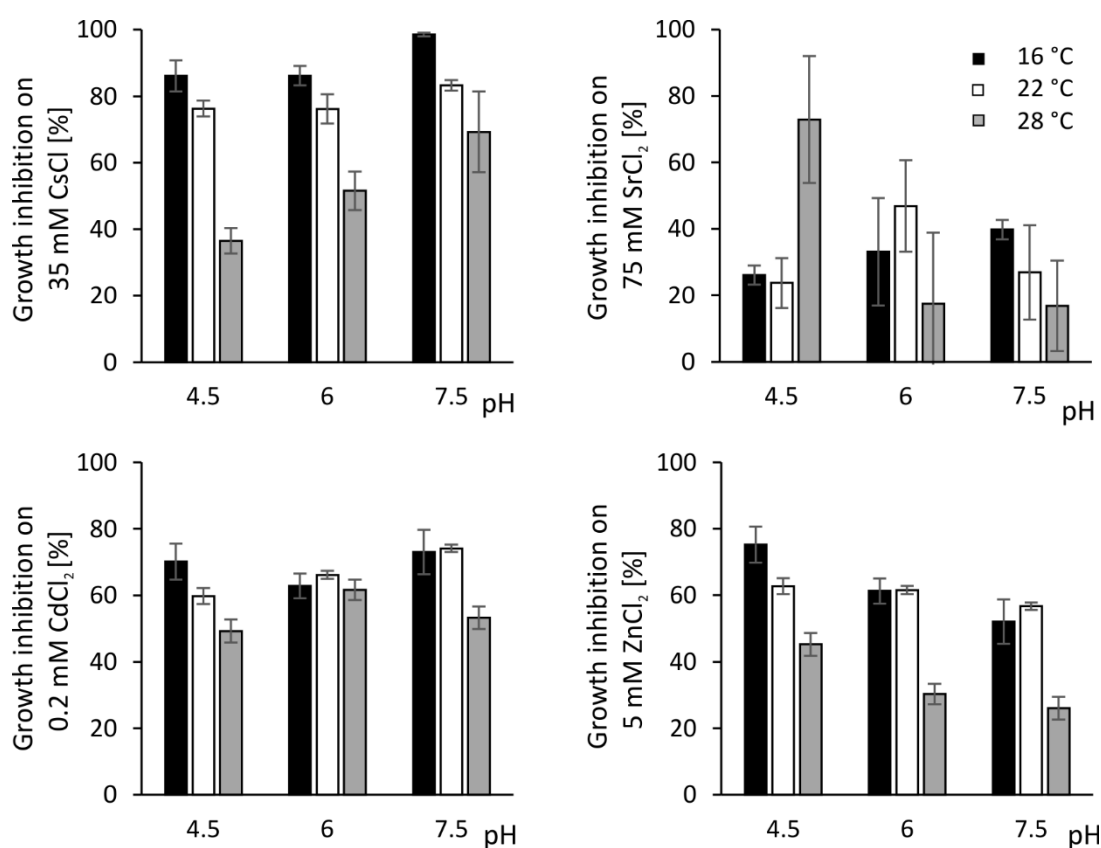 Growth inhibition on
35 mM CsCl [%]
100
80
60
40
20
0
4.5
6
7.5
pH
Growth inhibition on
75 mM SrCl₂ [%]
100
80
60
40
20
0
4.5
6
7.5
pH
16 °C
22 °C
28 °C
Growth inhibition on
0.2 mM CdCl₂ [%]
100
80
60
40
20
0
4.5
6
7.5
pH
Growth inhibition on
5 mM ZnCl₂ [%]
100
80
60
40
20
0
4.5
6
7.5
pH